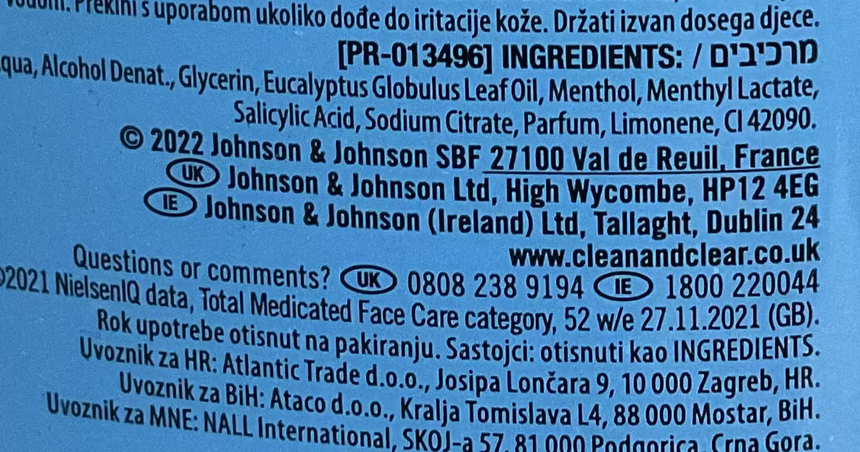 Prekini s uporabom ukoliko dođe do iritacije kože. Držati izvan dosega djece.
[PR-013496] INGREDIENTS: / מרכיבים
qua, Alcohol Denat., Glycerin, Eucalyptus Globulus Leaf Oil, Menthol, Menthyl Lactate,
Salicylic Acid, Sodium Citrate, Parfum, Limonene, CI 42090.
© 2022 Johnson & Johnson SBF 27100 Val de Reuil, France
UK Johnson & Johnson Ltd, High Wycombe, HP12 4EG
IE Johnson & Johnson (Ireland) Ltd, Tallaght, Dublin 24
www.cleanandclear.co.uk
Questions or comments? UK 0808 238 9194 IE 1800 220044
©2021 NielsenIQ data, Total Medicated Face Care category, 52 w/e 27.11.2021 (GB).
Rok upotrebe otisnut na pakiranju. Sastojci: otisnuti kao INGREDIENTS.
Uvoznik za HR: Atlantic Trade d.o.o., Josipa Lončara 9, 10 000 Zagreb, HR.
Uvoznik za BiH: Ataco d.o.o., Kralja Tomislava L4, 88 000 Mostar, BiH.
Uvoznik za MNE: NALL International, SKOJ-a 57, 81 000 Podgorica, Crna Gora.